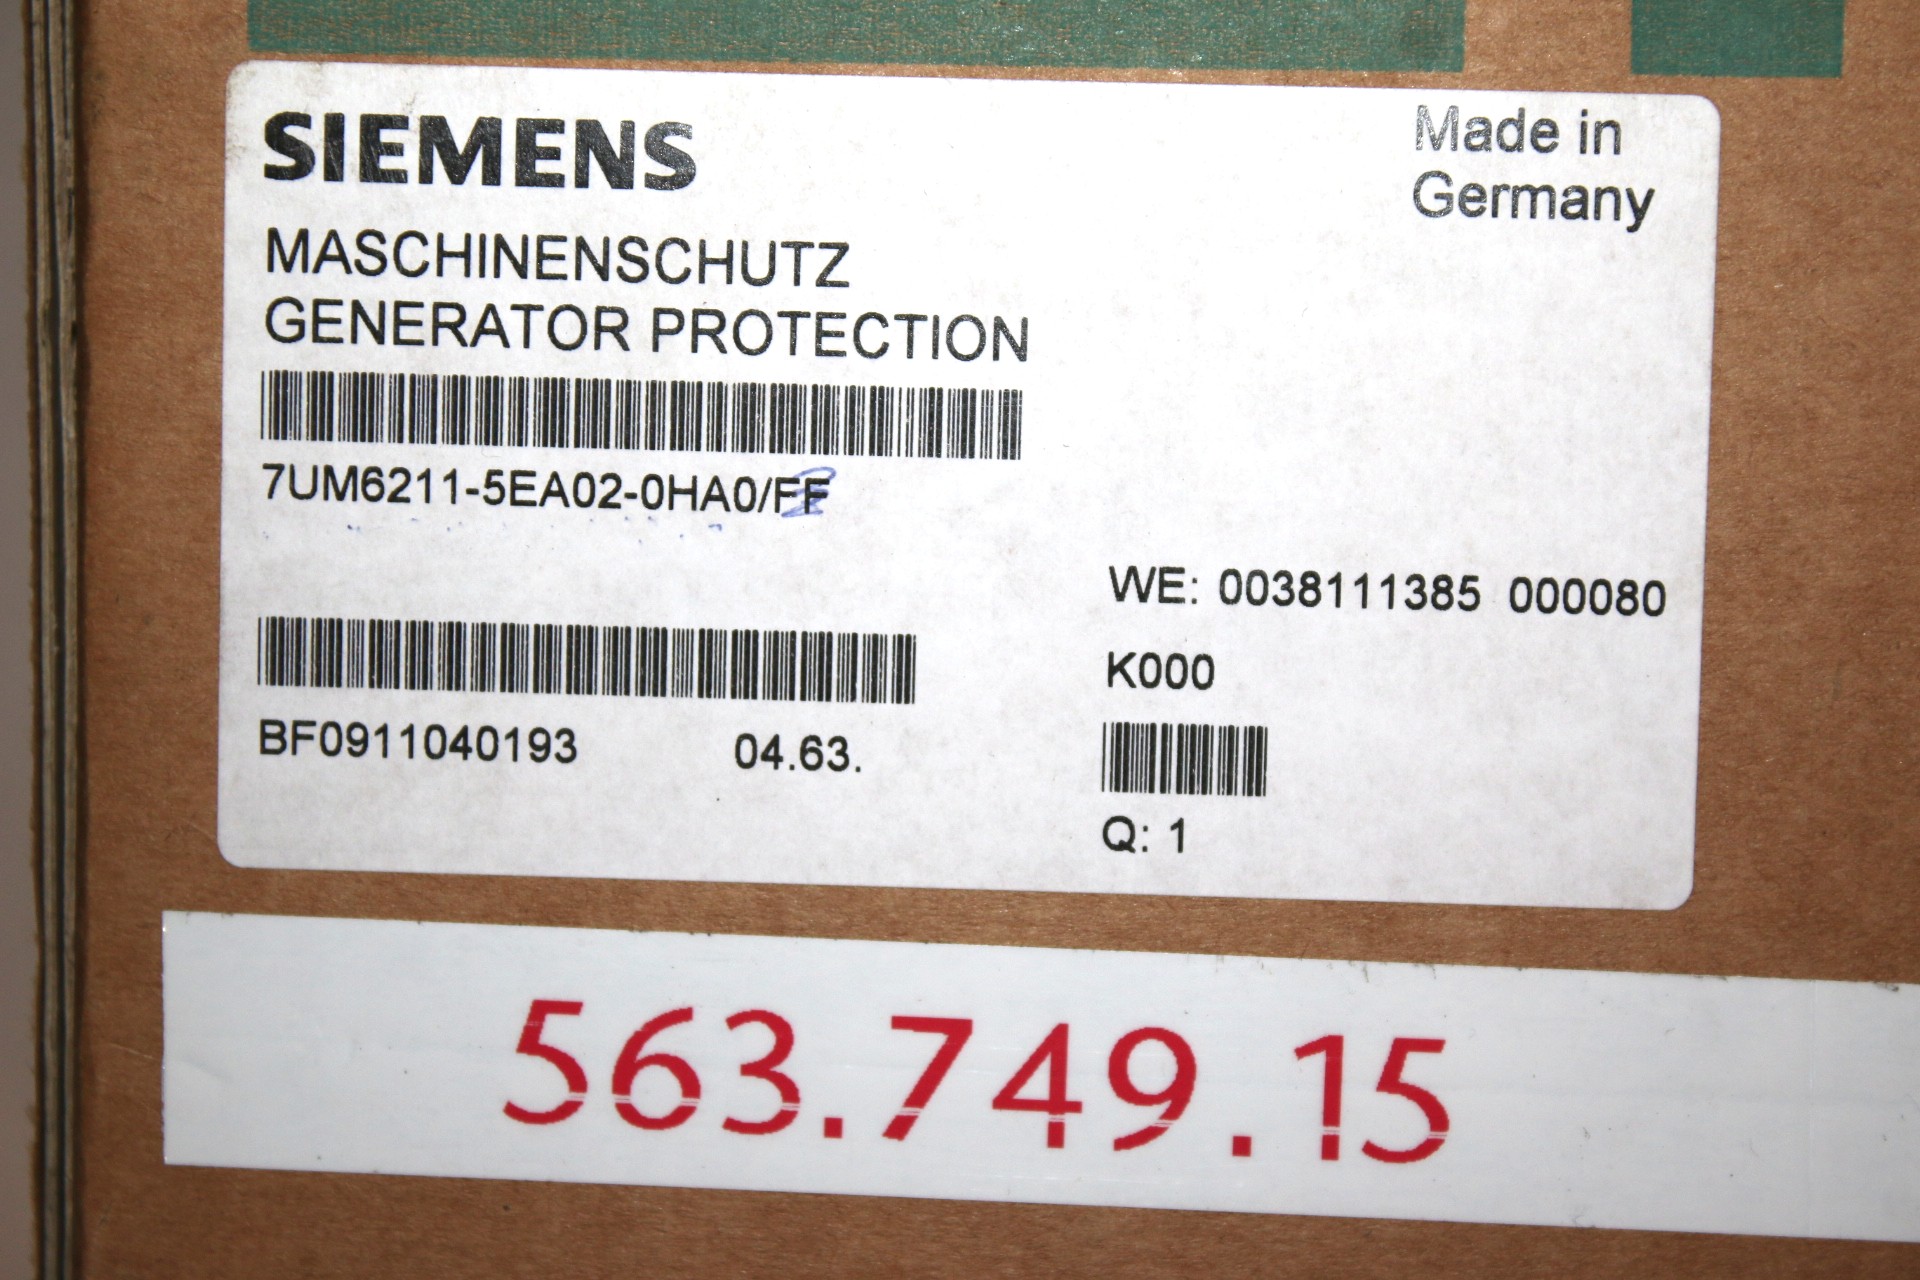 SIEMENS
Made in
Germany
MASCHINENSCHUTZ
GENERATOR PROTECTION
7UM6211-5EA02-0HA0/FF
WE: 0038111385 000080
K000
BF0911040193 04.63.
Q: 1
563.749.15